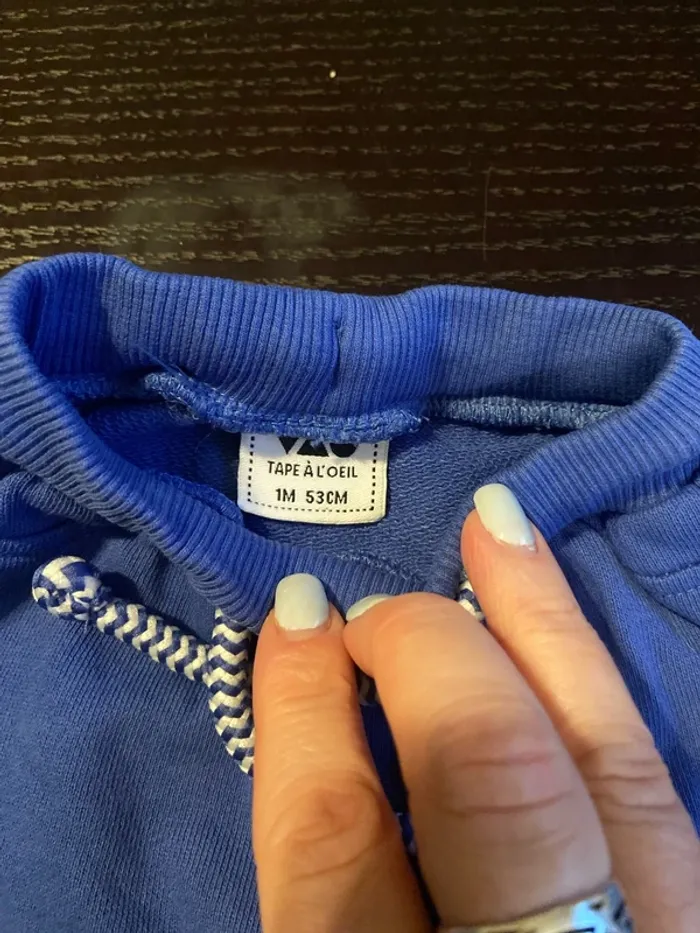 TAPE À L'OEIL
1M 53CM